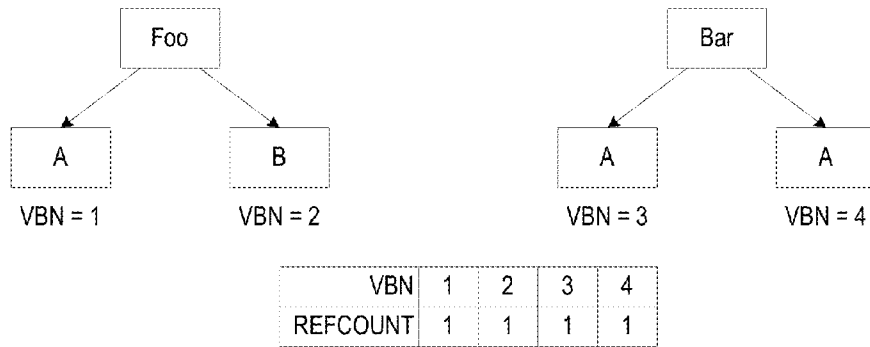 Foo Bar
A B A A
VBN = 1 VBN = 2 VBN = 3 VBN = 4
VBN 1 2 3 4
REFCOUNT 1 1 1 1